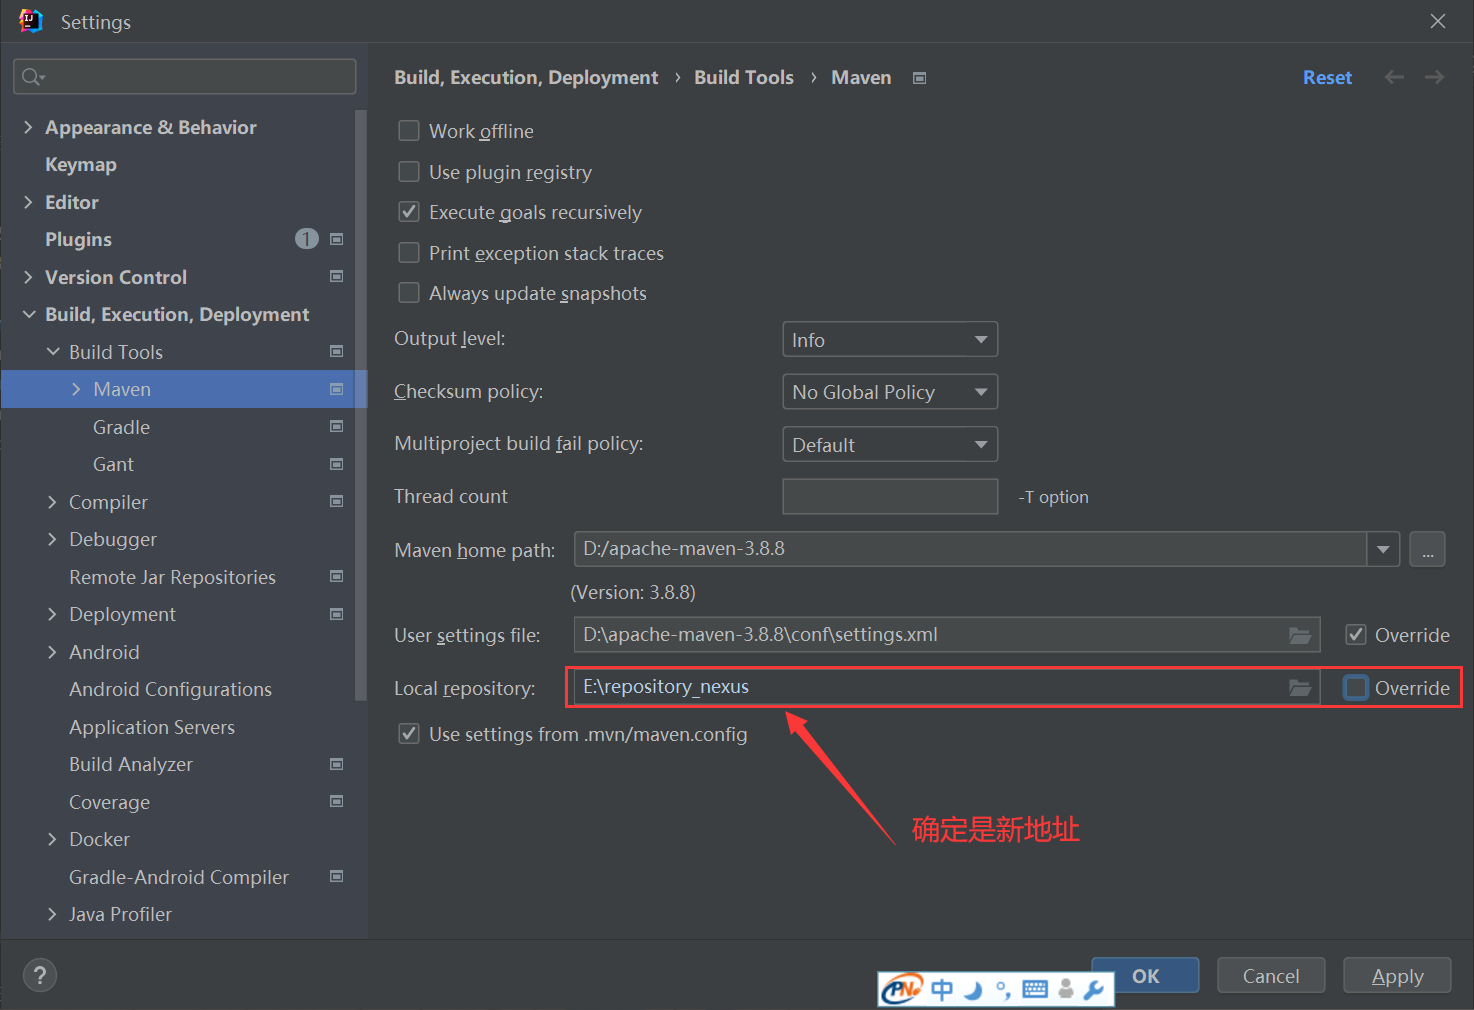 Settings
Build, Execution, Deployment › Build Tools › Maven
Reset
Appearance & Behavior
Keymap
Editor
Plugins 1
Version Control
Build, Execution, Deployment
Build Tools
Maven
Gradle
Gant
Compiler
Debugger
Remote Jar Repositories
Deployment
Android
Android Configurations
Application Servers
Build Analyzer
Coverage
Docker
Gradle-Android Compiler
Java Profiler
Work offline
Use plugin registry
Execute goals recursively
Print exception stack traces
Always update snapshots
Output level: Info
Checksum policy: No Global Policy
Multiproject build fail policy: Default
Thread count -T option
Maven home path: D:/apache-maven-3.8.8 ...
(Version: 3.8.8)
User settings file: D:\apache-maven-3.8.8\conf\settings.xml Override
Local repository: E:\repository_nexus Override
Use settings from .mvn/maven.config
确定是新地址
?
中 °,
OK Cancel Apply